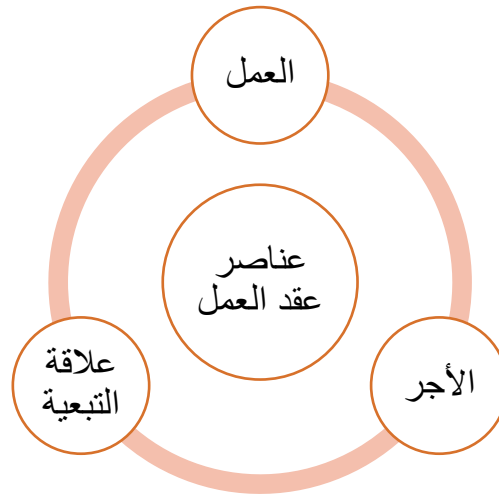 العمل
عناصر
عقد العمل
الأجر
علاقة
التبعية